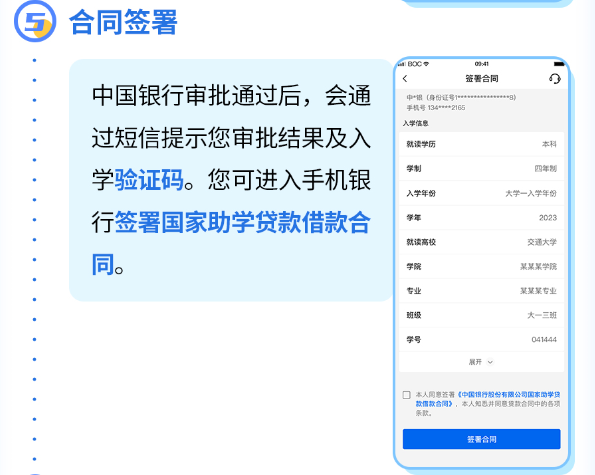 5 合同签署
中国银行审批通过后，会通
过短信提示您审批结果及入
学验证码。您可进入手机银
行签署国家助学贷款借款合
同。
BOC 09:41
签署合同
中*银（身份证号1****************8）
手机号 134****2165
入学信息
就读学历 本科
学制 四年制
入学年份 大学一入学年份
学年 2023
就读高校 交通大学
学院 某某某学院
专业 某某某专业
班级 大一三班
学号 041444
展开
本人同意签署《中国银行股份有限公司国家助学贷
款借款合同》，本人知悉并同意贷款合同中的各项
条款。
签署合同